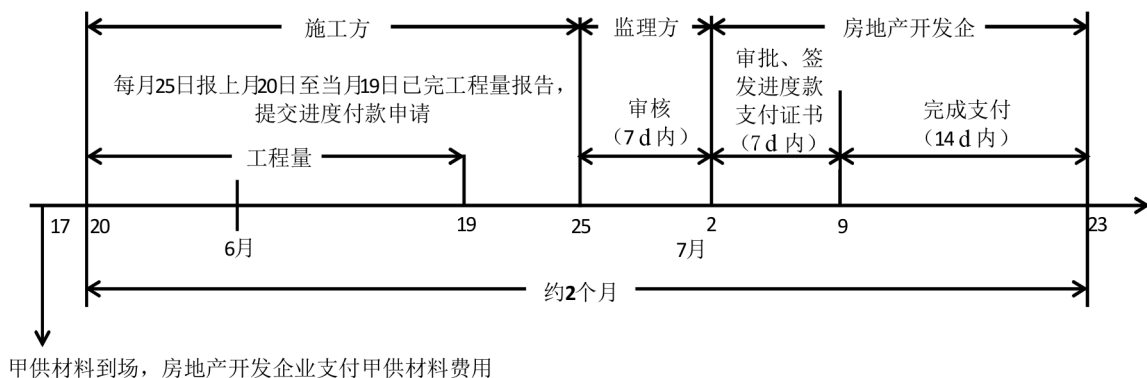 施工方
监理方
房地产开发企
每月25日报上月20日至当月19日已完工程量报告，
提交进度付款申请
审核
（7 d 内）
审批、签
发进度款
支付证书
（7d 内）
完成支付
（14 d 内）
工程量
17
20
6月
19
25
2
7月
9
23
约2个月
甲供材料到场，房地产开发企业支付甲供材料费用